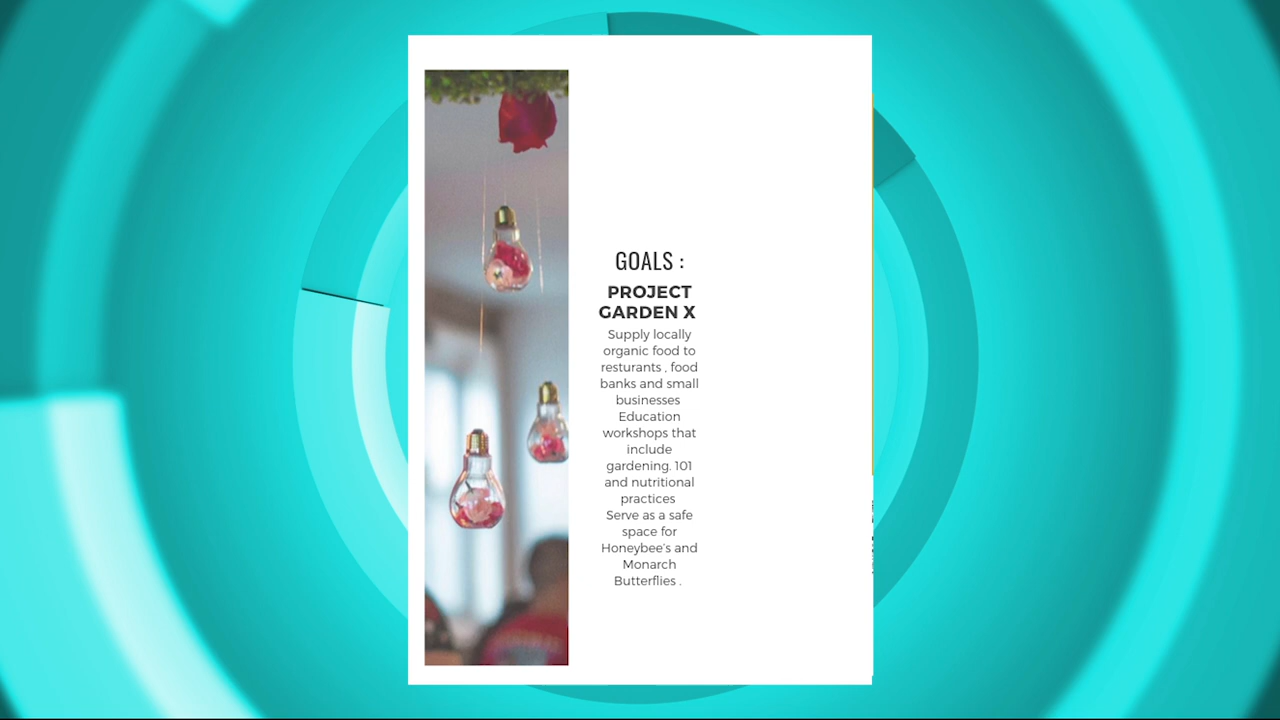 GOALS :
PROJECT
GARDEN X
Supply locally
organic food to
resturants , food
banks and small
businesses
Education
workshops that
include
gardening. 101
and nutritional
practices
Serve as a safe
space for
Honeybee's and
Monarch
Butterflies .